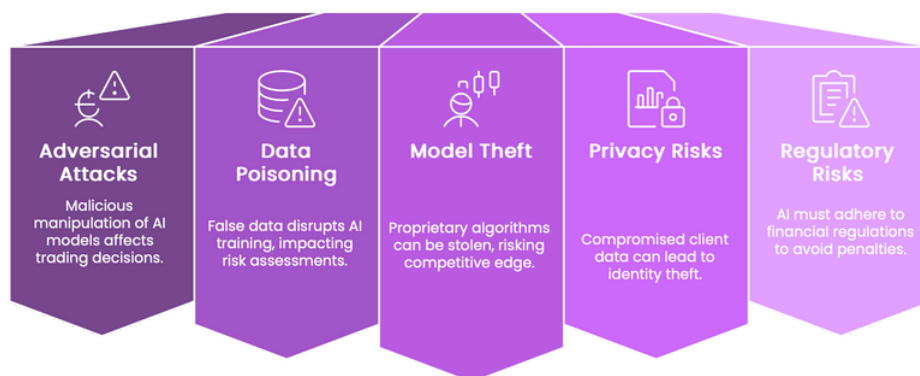 Adversarial
Attacks
Malicious
manipulation of AI
models affects
trading decisions.
Data
Poisoning
False data disrupts AI
training, impacting
risk assessments.
Model Theft
Proprietary algorithms
can be stolen, risking
competitive edge.
Privacy Risks
Compromised client
data can lead to
identity theft.
Regulatory
Risks
AI must adhere to
financial regulations
to avoid penalties.